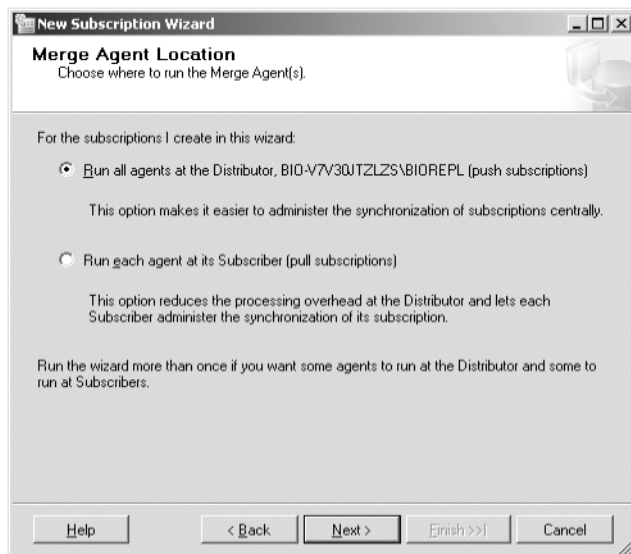 New Subscription Wizard
Merge Agent Location
Choose where to run the Merge Agent(s).
For the subscriptions I create in this wizard:
Run all agents at the Distributor, BIO-V7V30JTZLZS\BIOREPL (push subscriptions)
This option makes it easier to administer the synchronization of subscriptions centrally.
Run each agent at its Subscriber (pull subscriptions)
This option reduces the processing overhead at the Distributor and lets each
Subscriber administer the synchronization of its subscription.
Run the wizard more than once if you want some agents to run at the Distributor and some to
run at Subscribers.
Help
< Back
Next >
Finish >>|
Cancel